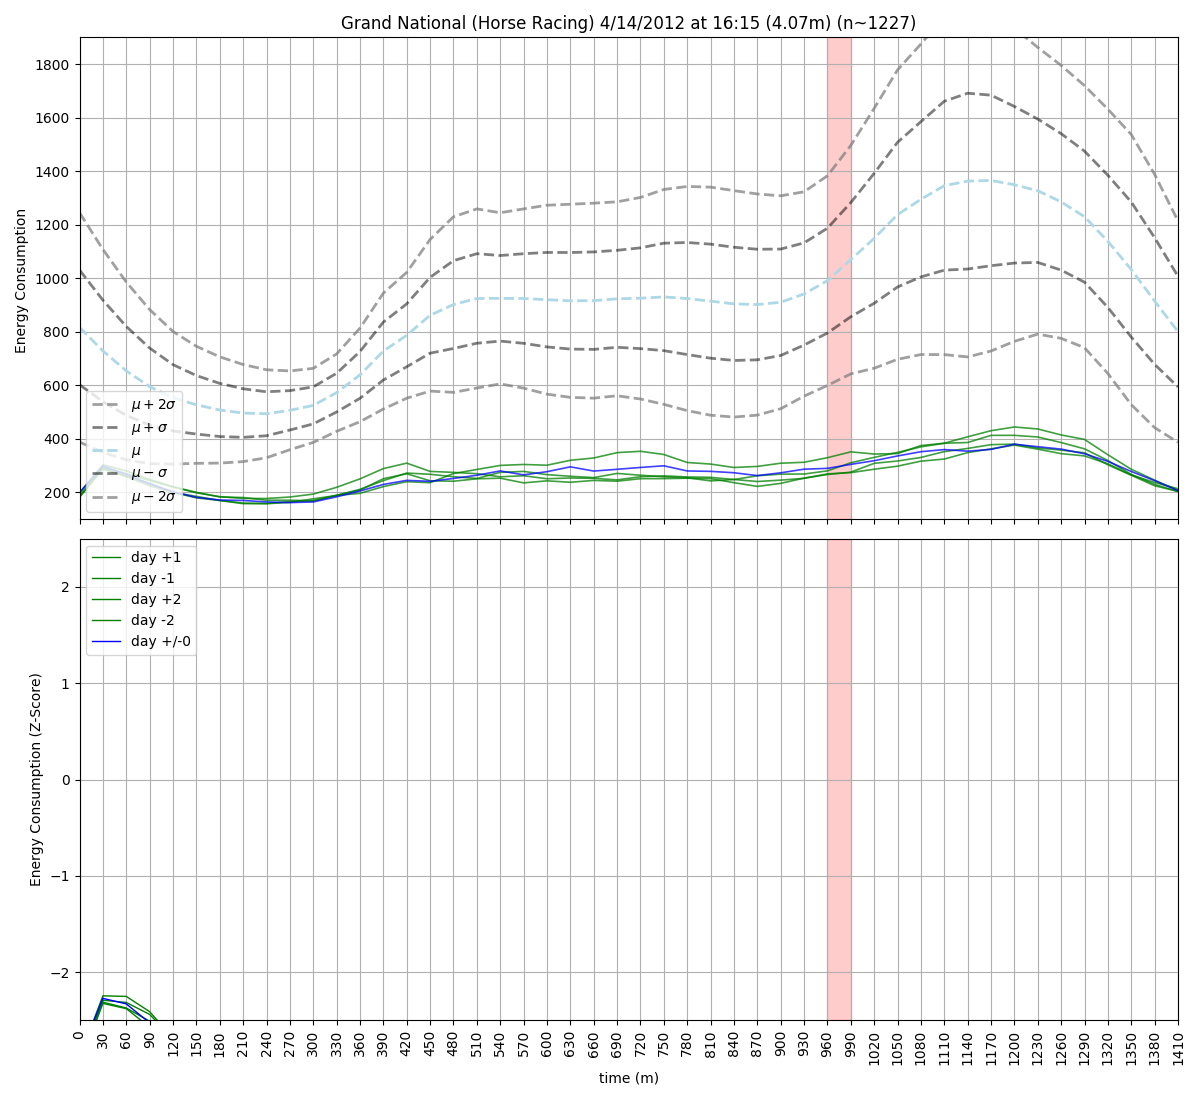 Grand National (Horse Racing) 4/14/2012 at 16:15 (4.07m) (n~1227)
Energy Consumption
1800
1600
1400
1200
1000
800
600
400
200
μ + 2σ
μ + σ
μ
μ − σ
μ − 2σ
Energy Consumption (Z-Score)
2
1
0
−1
−2
day +1
day -1
day +2
day -2
day +/-0
0 30 60 90 120 150 180 210 240 270 300 330 360 390 420 450 480 510 540 570 600 630 660 690 720 750 780 810 840 870 900 930 960 990 1020 1050 1080 1110 1140 1170 1200 1230 1260 1290 1320 1350 1380 1410
time (m)